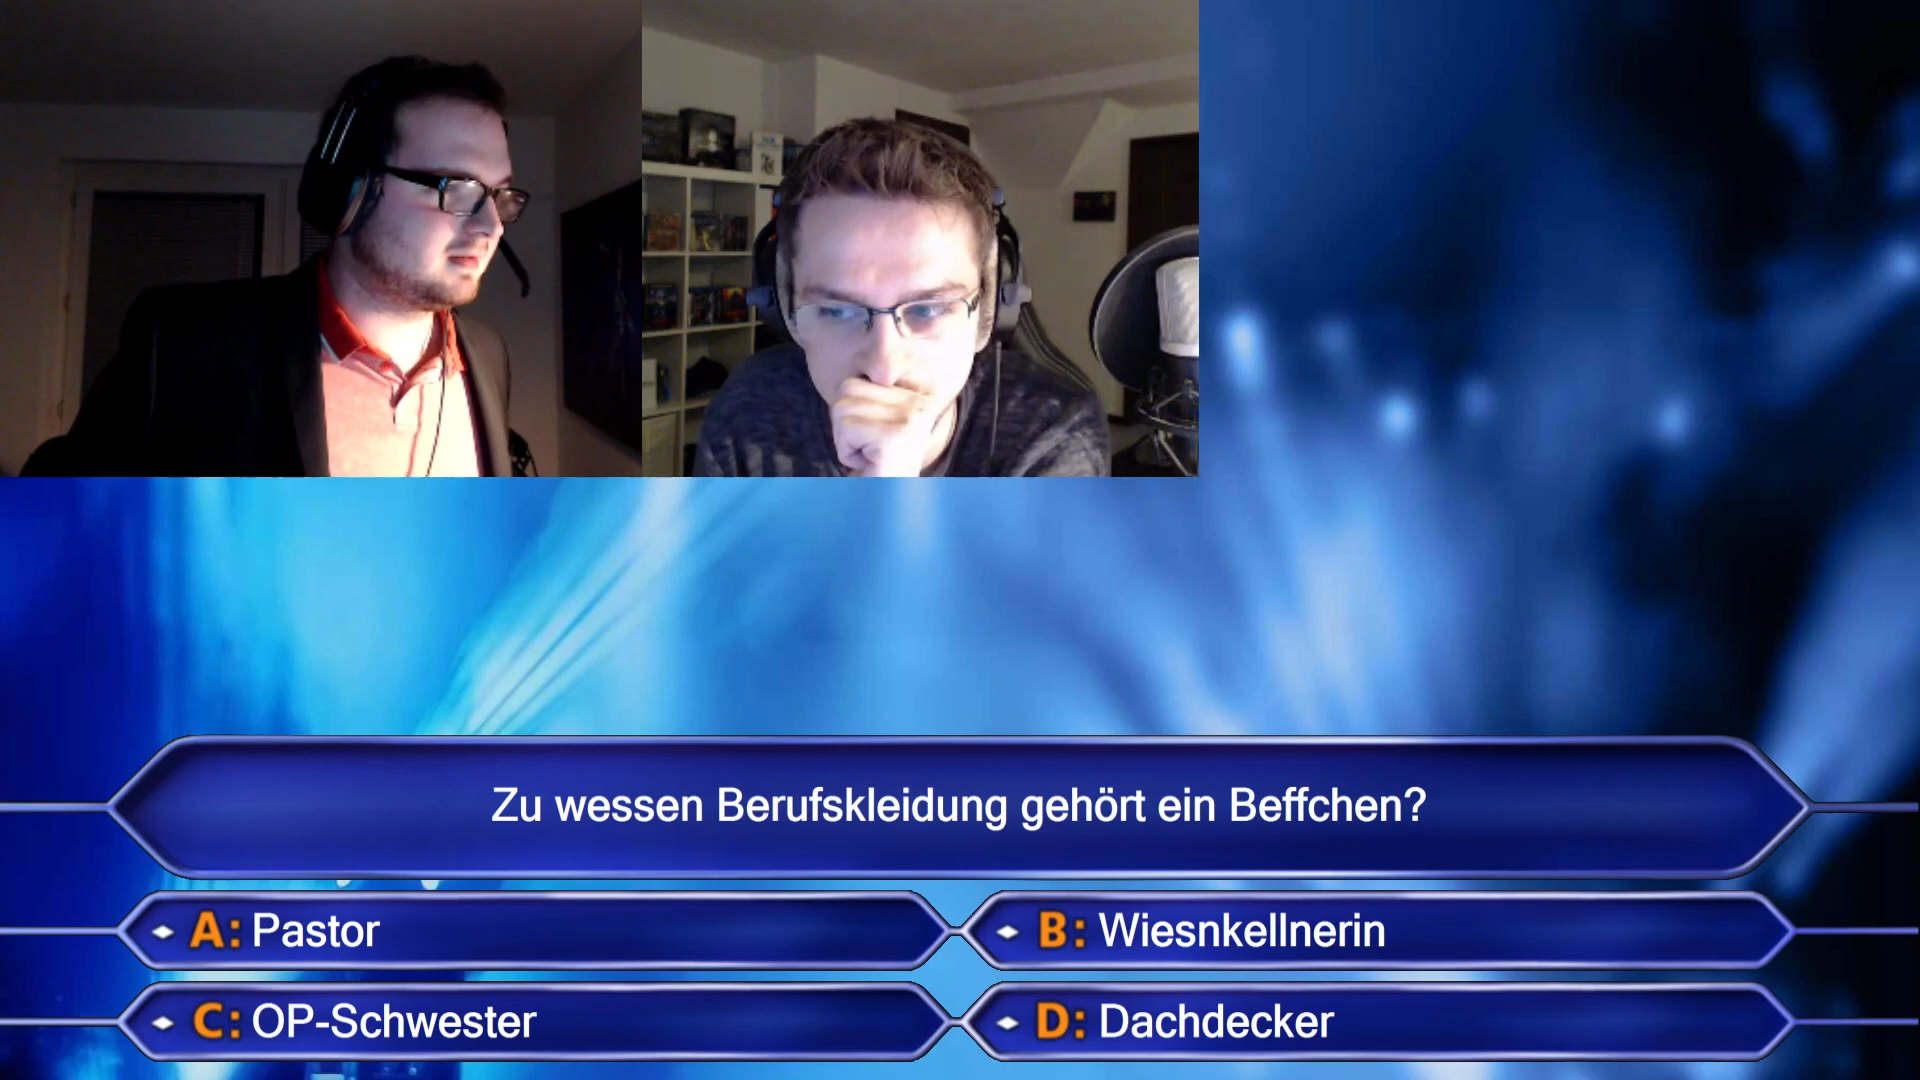 Zu wessen Berufskleidung gehört ein Beffchen?
A: Pastor
B: Wiesnkellnerin
C: OP-Schwester
D: Dachdecker